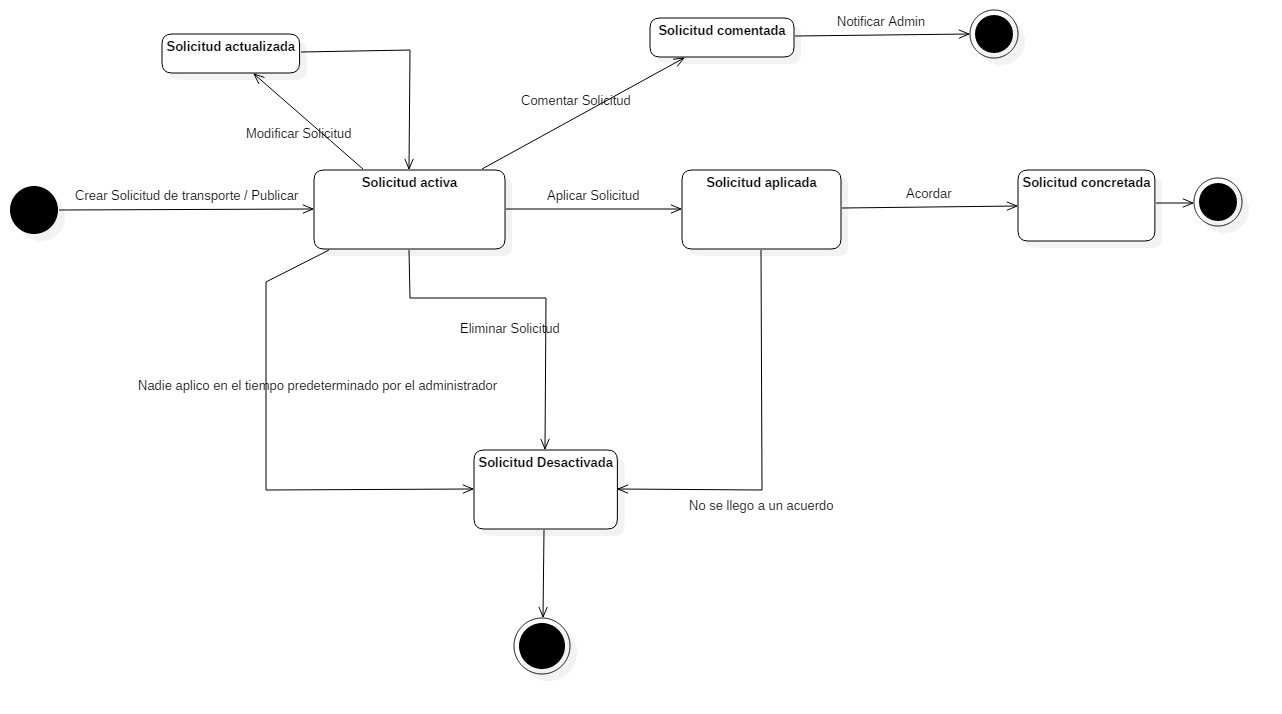 Notificar Admin
Solicitud comentada
Solicitud actualizada
Comentar Solicitud
Modificar Solicitud
Solicitud activa
Solicitud aplicada
Solicitud concretada
Crear Solicitud de transporte / Publicar
Aplicar Solicitud
Acordar
Eliminar Solicitud
Nadie aplico en el tiempo predeterminado por el administrador
Solicitud Desactivada
No se llego a un acuerdo